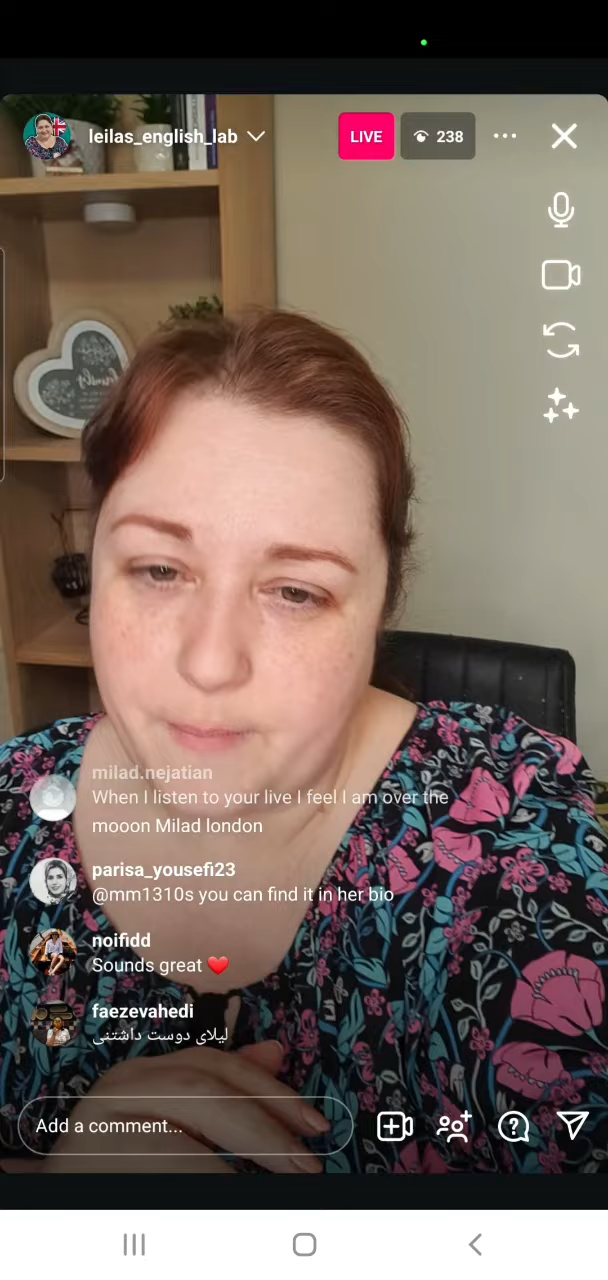 leilas_english_lab
LIVE
238
milad.nejatian
When I listen to your live I feel I am over the
mooon Milad london
parisa_yousefi23
@mm1310s you can find it in her bio
noifidd
Sounds great ❤️
faezevahedi
لیلای دوست داشتنی
Add a comment...